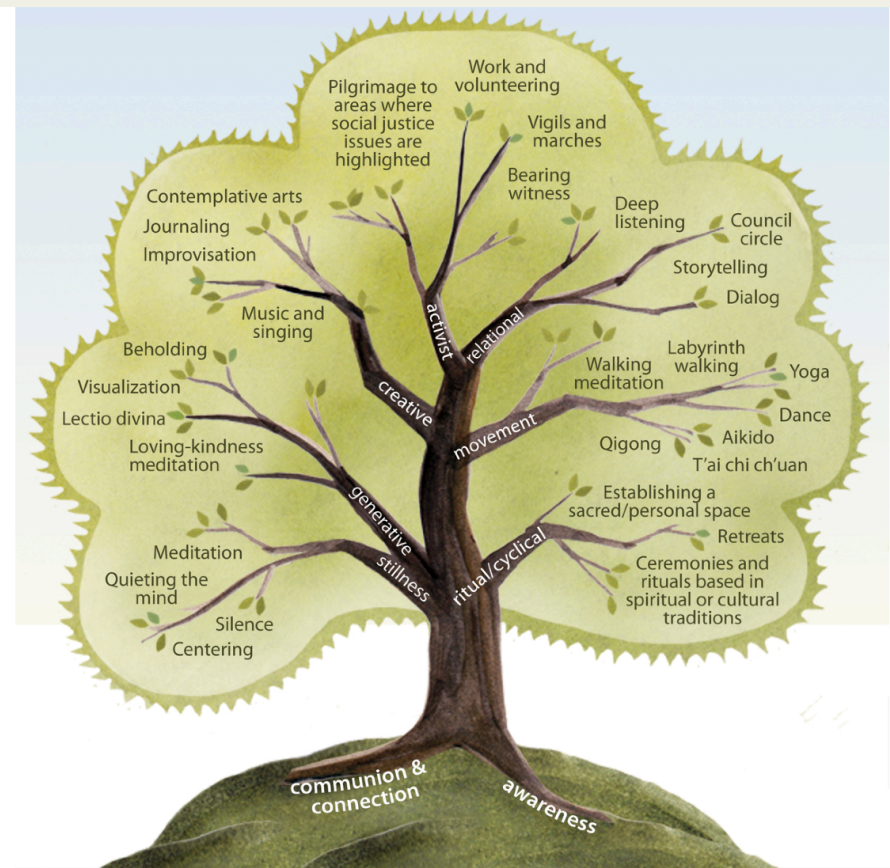 Work and
volunteering
Pilgrimage to
areas where
social justice
issues are
highlighted
Vigils and
marches
Bearing
witness
Contemplative arts
Journaling
Improvisation
Music and
singing
Deep
listening
Council
circle
Storytelling
Dialog
activist
relational
creative
Beholding
Visualization
Lectio divina
Loving-kindness
meditation
generative
Walking
meditation
Labyrinth
walking
Yoga
Dance
Aikido
Qigong
T'ai chi ch'uan
movement
Meditation
Quieting the
mind
Silence
Centering
stillness
Establishing a
sacred/personal space
Retreats
Ceremonies and
rituals based in
spiritual or cultural
traditions
ritual/cyclical
communion &
connection
awareness